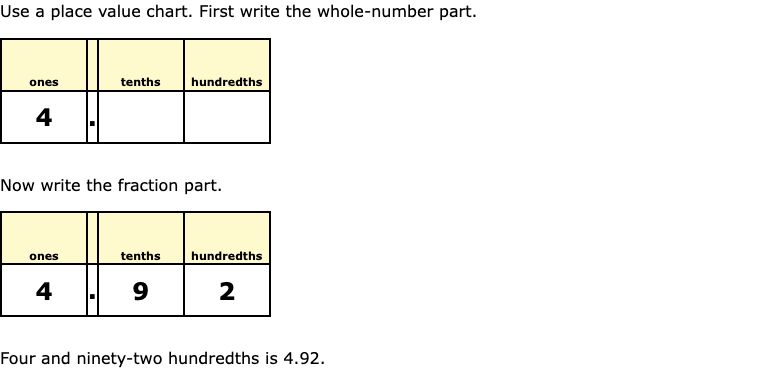 Use a place value chart. First write the whole-number part.
ones tenths hundredths
4 .
Now write the fraction part.
ones tenths hundredths
4 . 9 2
Four and ninety-two hundredths is 4.92.